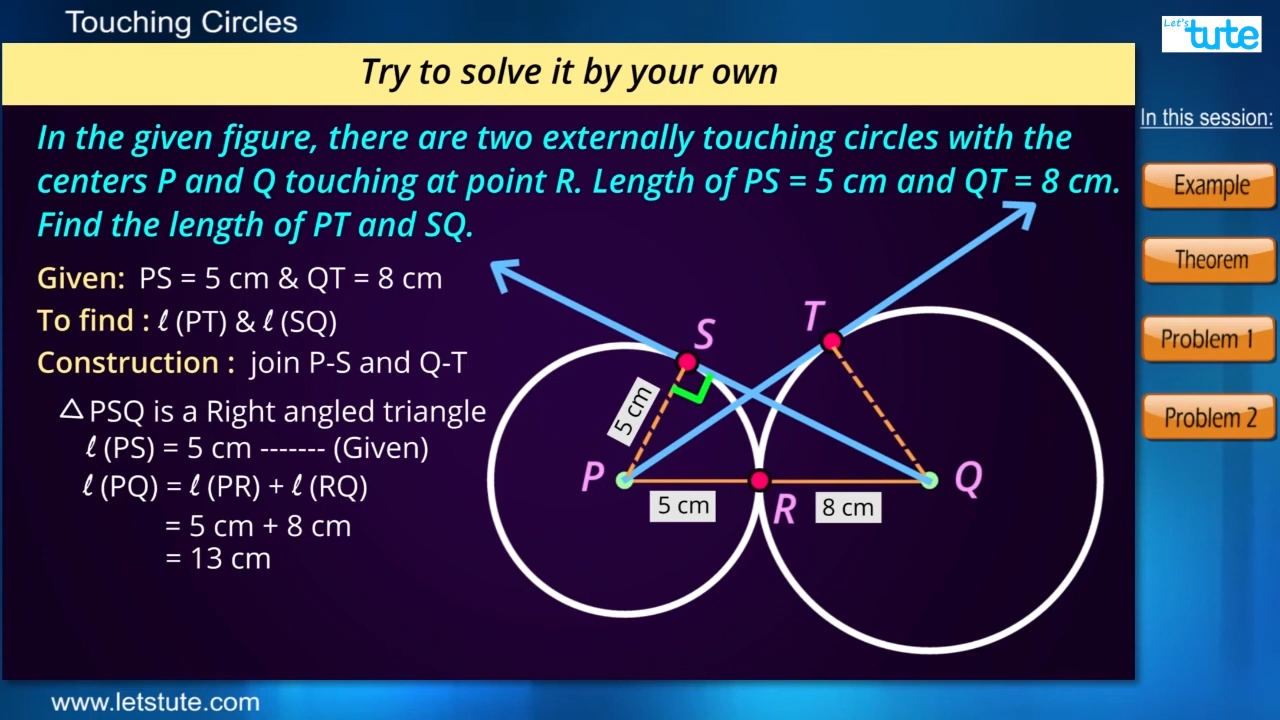 Touching Circles
Let's
tute
Try to solve it by your own
In the given figure, there are two externally touching circles with the
centers P and Q touching at point R. Length of PS = 5 cm and QT = 8 cm.
Find the length of PT and SQ.
Given: PS = 5 cm & QT = 8 cm
To find : ℓ (PT) & ℓ (SQ)
Construction : join P-S and Q-T
△ PSQ is a Right angled triangle
ℓ (PS) = 5 cm ------- (Given)
ℓ (PQ) = ℓ (PR) + ℓ (RQ)
= 5 cm + 8 cm
= 13 cm
S
T
5 cm
P
Q
R
5 cm
8 cm
In this session:
Example
Theorem
Problem 1
Problem 2
www.letstute.com